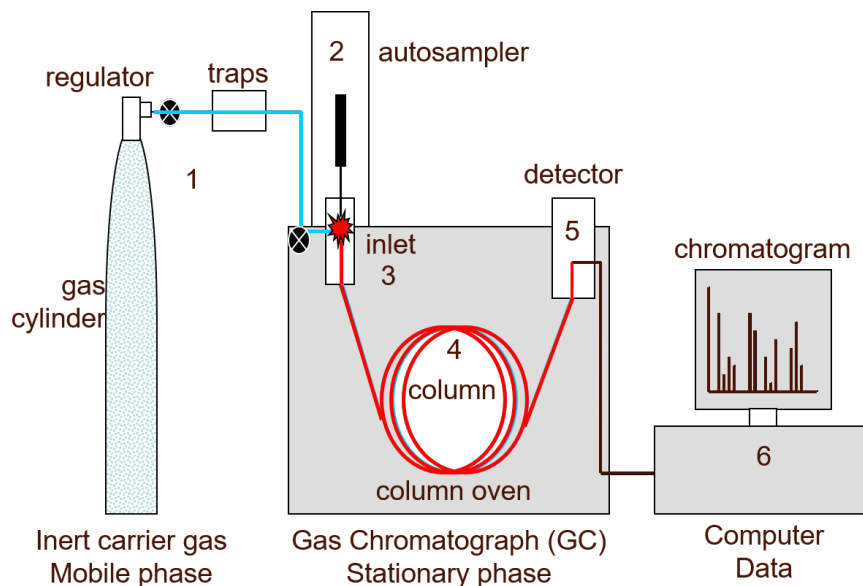 2
autosampler
regulator
traps
1
detector
5
inlet
3
chromatogram
gas
cylinder
4
column
6
column oven
Inert carrier gas
Mobile phase
Gas Chromatograph (GC)
Stationary phase
Computer
Data